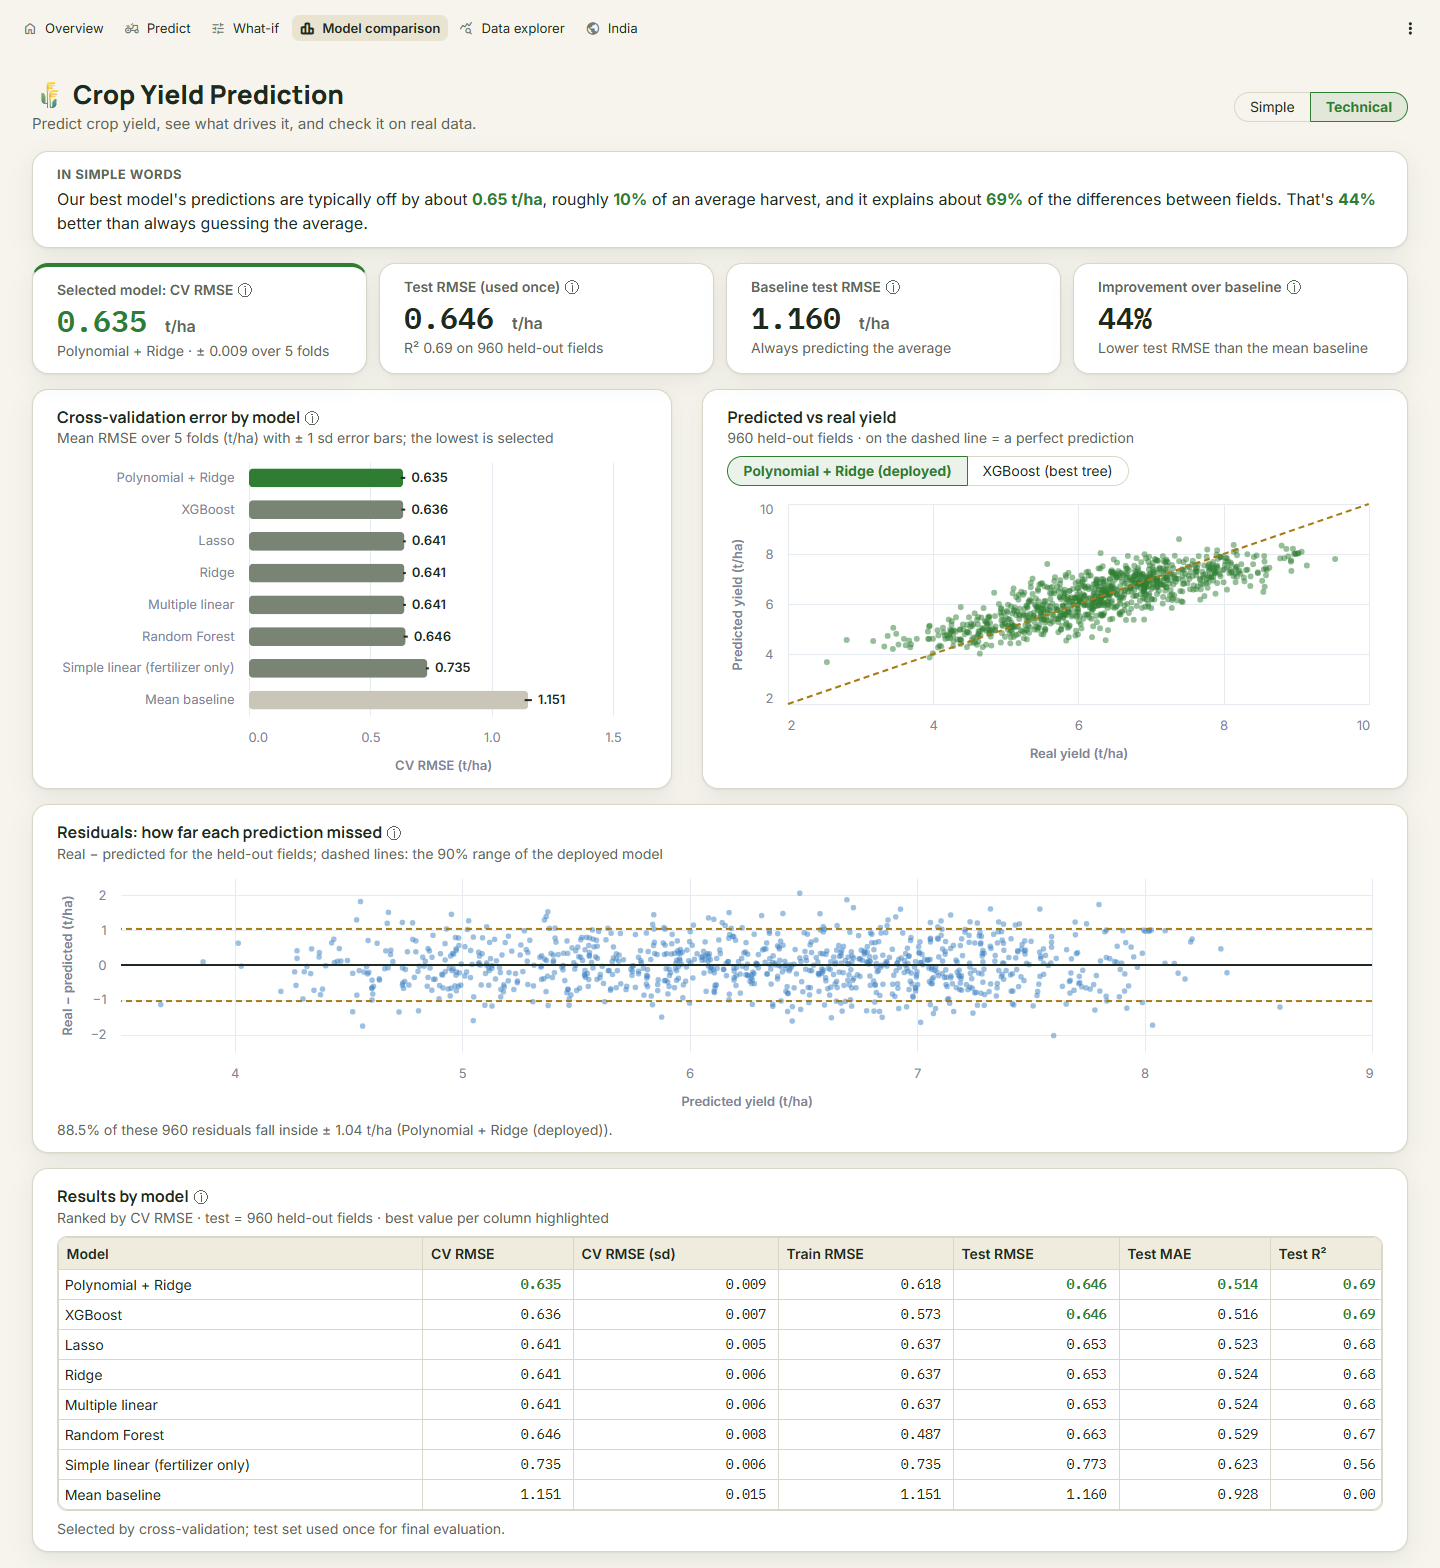 Overview
Predict
What-if
Model comparison
Data explorer
India
Crop Yield Prediction
Predict crop yield, see what drives it, and check it on real data.
Simple
Technical
IN SIMPLE WORDS
Our best model's predictions are typically off by about 0.65 t/ha, roughly 10% of an average harvest, and it explains about 69% of the differences between fields. That's 44%
better than always guessing the average.
Selected model: CV RMSE
0.635 t/ha
Polynomial + Ridge · ± 0.009 over 5 folds
Test RMSE (used once)
0.646 t/ha
R² 0.69 on 960 held-out fields
Baseline test RMSE
1.160 t/ha
Always predicting the average
Improvement over baseline
44%
Lower test RMSE than the mean baseline
Cross-validation error by model
Mean RMSE over 5 folds (t/ha) with ± 1 sd error bars; the lowest is selected
Polynomial + Ridge 0.635
XGBoost 0.636
Lasso 0.641
Ridge 0.641
Multiple linear 0.641
Random Forest 0.646
Simple linear (fertilizer only) 0.735
Mean baseline 1.151
0.0 0.5 1.0 1.5
CV RMSE (t/ha)
Predicted vs real yield
960 held-out fields · on the dashed line = a perfect prediction
Polynomial + Ridge (deployed)
XGBoost (best tree)
Predicted yield (t/ha)
10
8
6
4
2
2 4 6 8 10
Real yield (t/ha)
Residuals: how far each prediction missed
Real − predicted for the held-out fields; dashed lines: the 90% range of the deployed model
Real − predicted (t/ha)
2
1
0
−1
−2
4 5 6 7 8 9
Predicted yield (t/ha)
88.5% of these 960 residuals fall inside ± 1.04 t/ha (Polynomial + Ridge (deployed)).
Results by model
Ranked by CV RMSE · test = 960 held-out fields · best value per column highlighted
Model CV RMSE CV RMSE (sd) Train RMSE Test RMSE Test MAE Test R²
Polynomial + Ridge 0.635 0.009 0.618 0.646 0.514 0.69
XGBoost 0.636 0.007 0.573 0.646 0.516 0.69
Lasso 0.641 0.005 0.637 0.653 0.523 0.68
Ridge 0.641 0.006 0.637 0.653 0.524 0.68
Multiple linear 0.641 0.006 0.637 0.653 0.524 0.68
Random Forest 0.646 0.008 0.487 0.663 0.529 0.67
Simple linear (fertilizer only) 0.735 0.006 0.735 0.773 0.623 0.56
Mean baseline 1.151 0.015 1.151 1.160 0.928 0.00
Selected by cross-validation; test set used once for final evaluation.